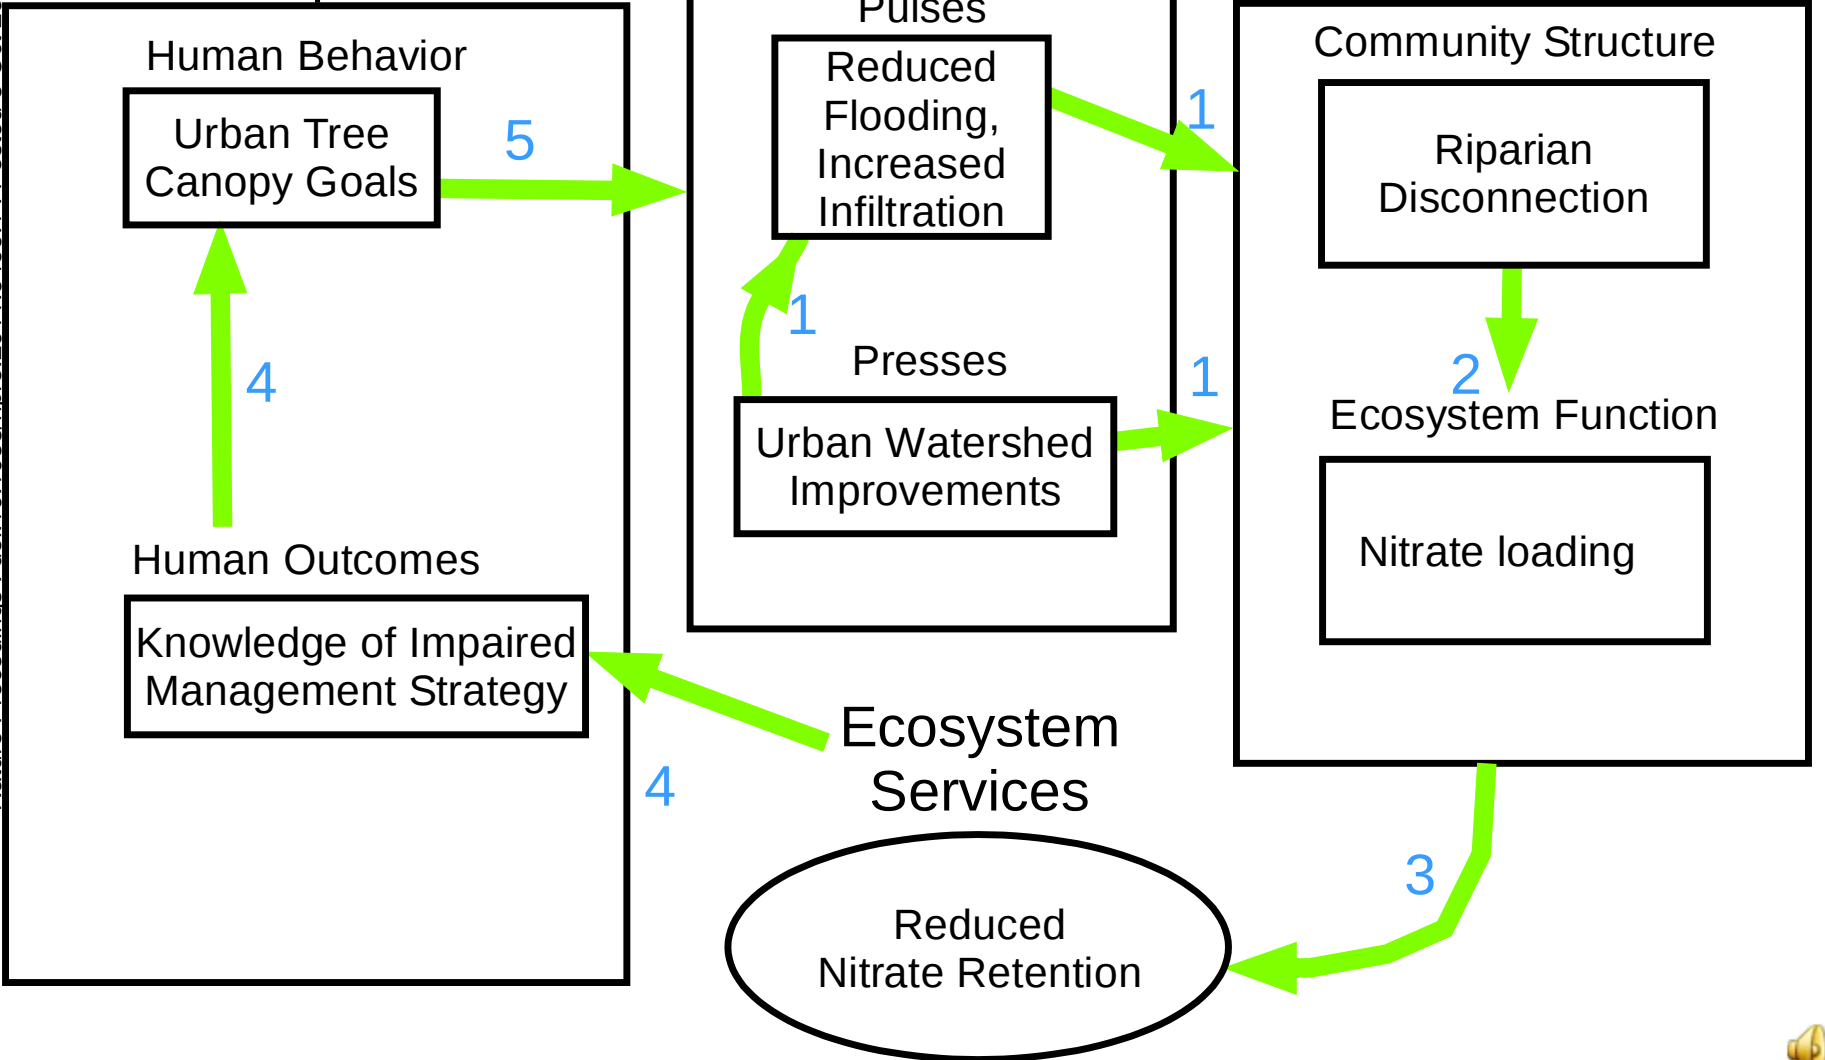 Human Behavior
Urban Tree
Canopy Goals
5
4
Human Outcomes
Knowledge of Impaired
Management Strategy
4
Pulses
Reduced
Flooding,
Increased
Infiltration
1
1
Presses
Urban Watershed
Improvements
1
Community Structure
Riparian
Disconnection
2
Ecosystem Function
Nitrate loading
3
Ecosystem
Services
Reduced
Nitrate Retention